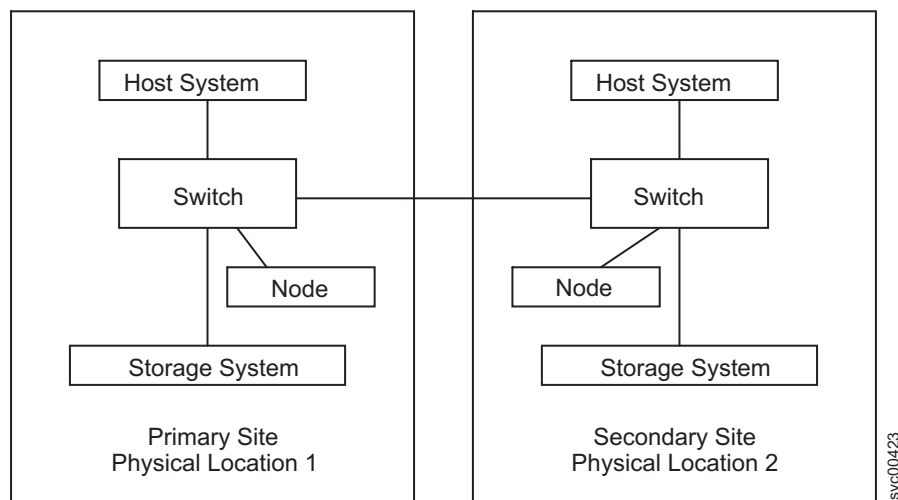 Host System
Switch
Node
Storage System
Primary Site
Physical Location 1
Host System
Switch
Node
Storage System
Secondary Site
Physical Location 2
svc00423